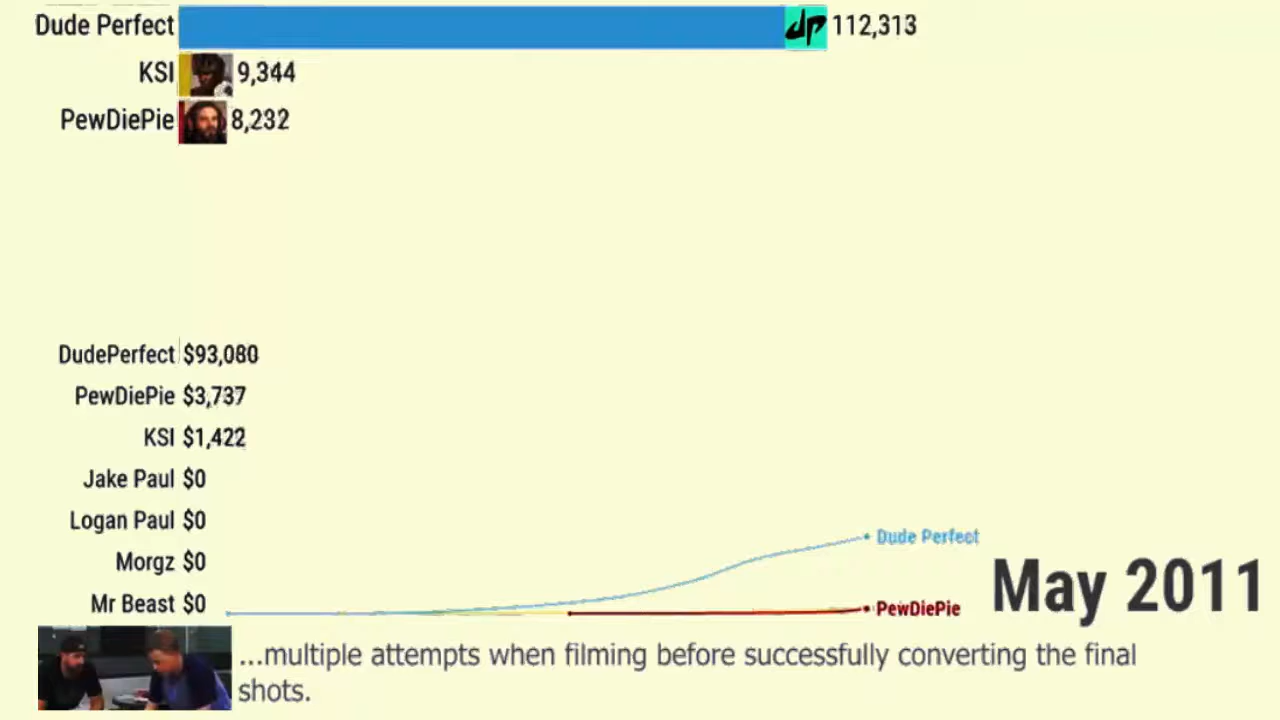 Dude Perfect dp 112,313
KSI 9,344
PewDiePie 8,232
DudePerfect $93,080
PewDiePie $3,737
KSI $1,422
Jake Paul $0
Logan Paul $0
Morgz $0
Mr Beast $0
Dude Perfect
PewDiePie
May 2011
...multiple attempts when filming before successfully converting the final
shots.